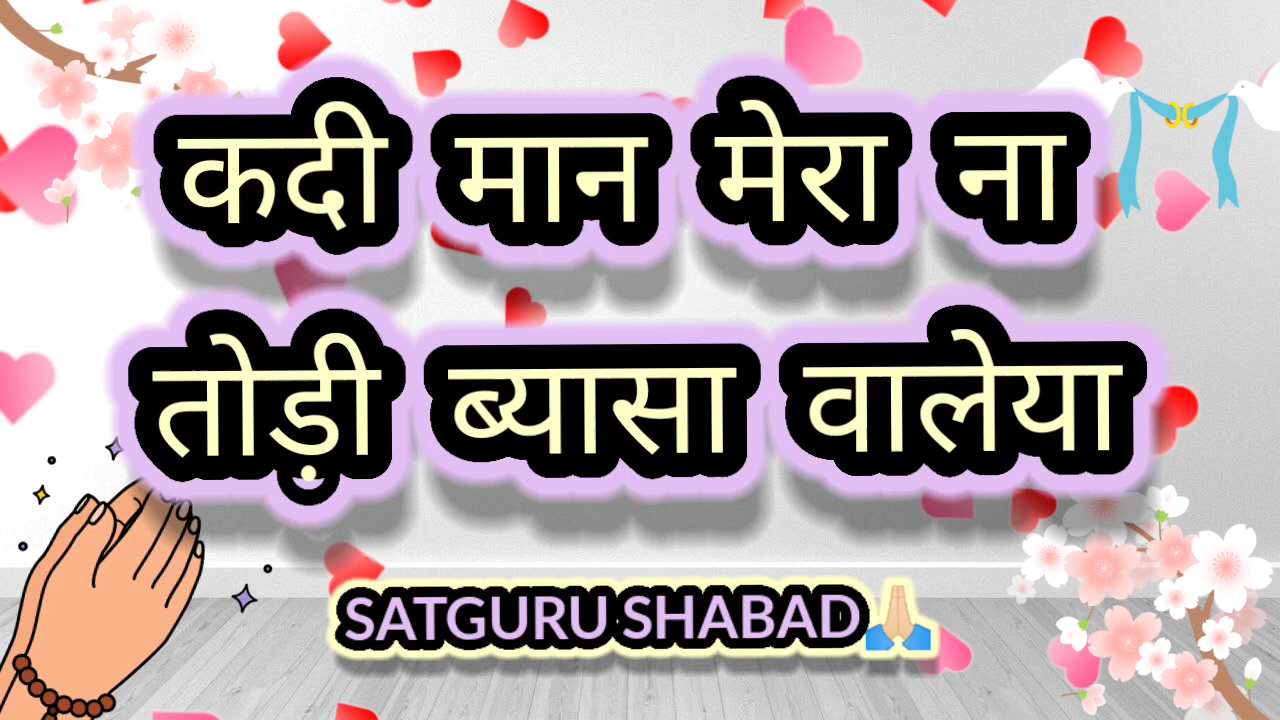 कदी मान मेरा ना
तोड़ी ब्यासा वालेया
SATGURU SHABAD🙏🏼